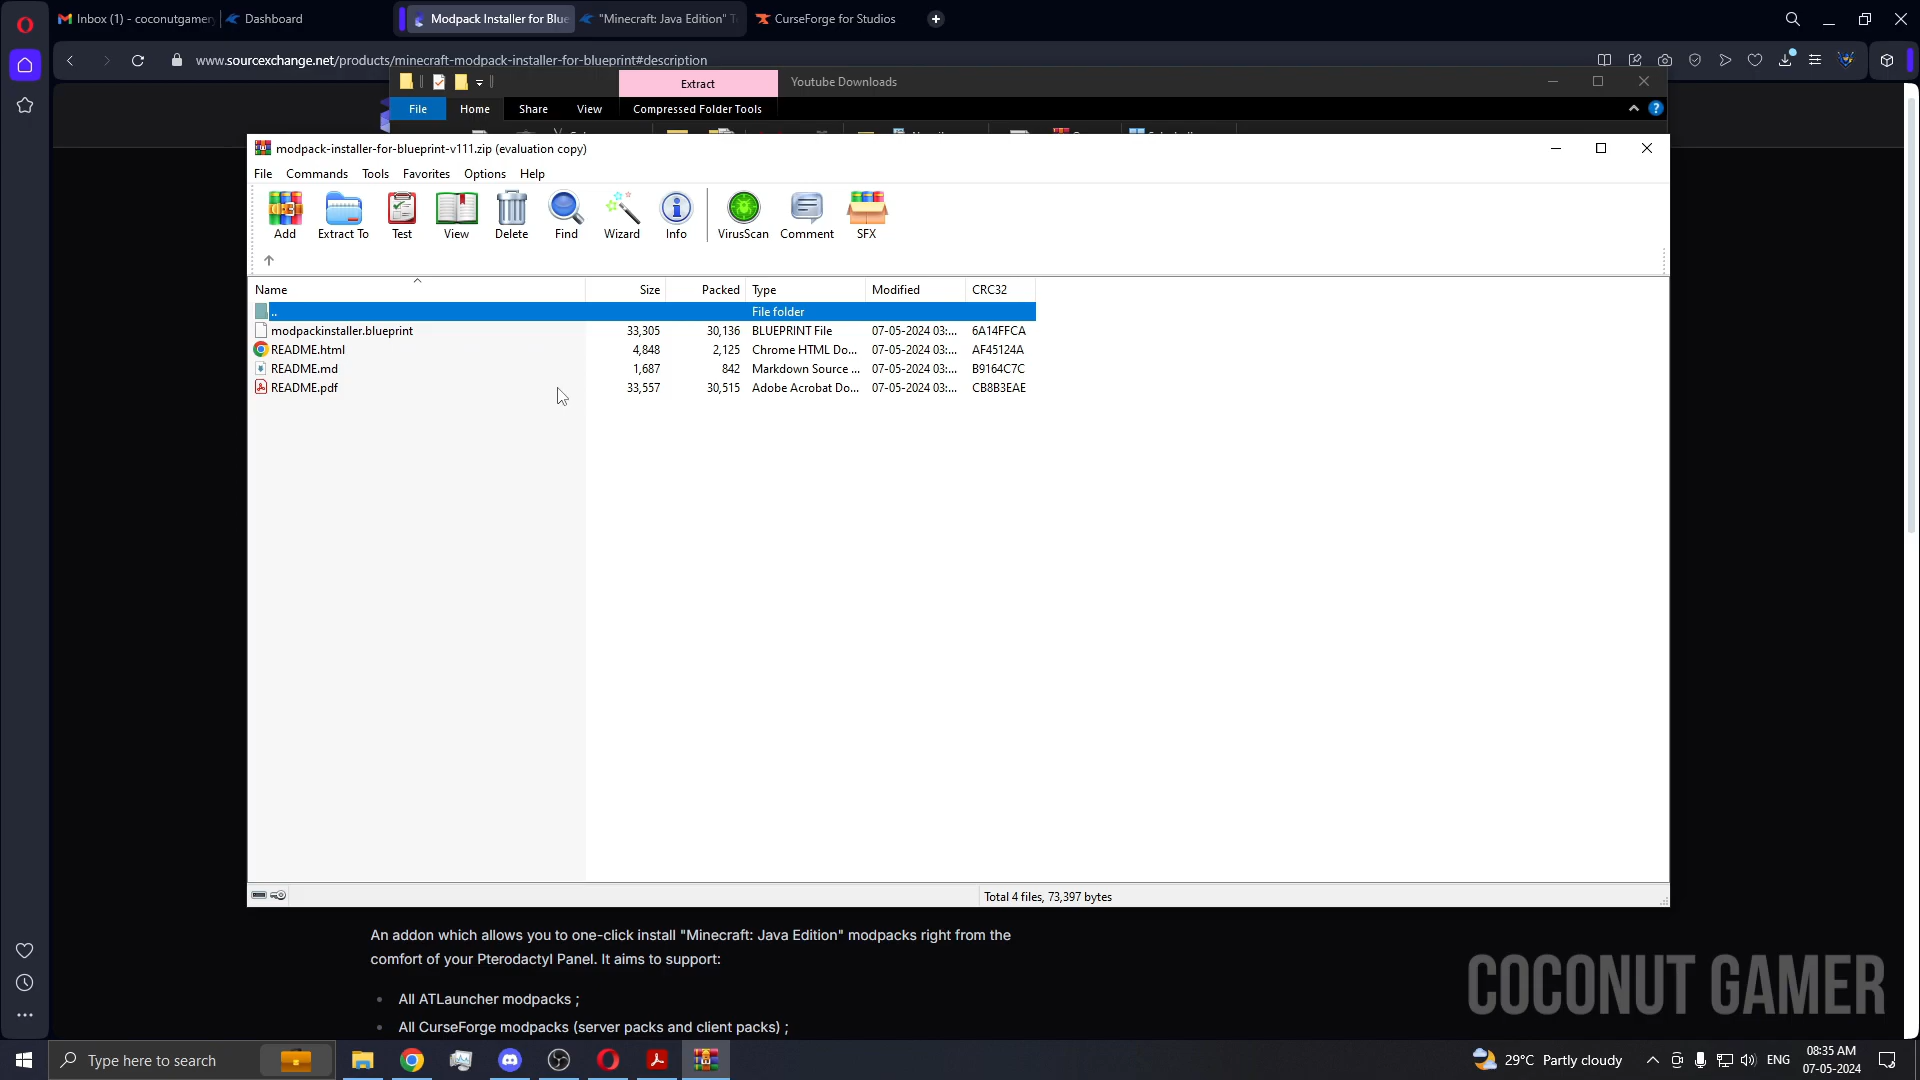 Inbox (1) - coconutgamer
Dashboard
Modpack Installer for Blue
"Minecraft: Java Edition" T
CurseForge for Studios
www.sourcexchange.net/products/minecraft-modpack-installer-for-blueprint#description
Extract
Youtube Downloads
File
Home
Share
View
Compressed Folder Tools
modpack-installer-for-blueprint-v111.zip (evaluation copy)
File Commands Tools Favorites Options Help
Add Extract To Test View Delete Find Wizard Info VirusScan Comment SFX
Name Size Packed Type Modified CRC32
.. File folder
modpackinstaller.blueprint 33,305 30,136 BLUEPRINT File 07-05-2024 03:... 6A14FFCA
README.html 4,848 2,125 Chrome HTML Do... 07-05-2024 03:... AF45124A
README.md 1,687 842 Markdown Source ... 07-05-2024 03:... B9164C7C
README.pdf 33,557 30,515 Adobe Acrobat Do... 07-05-2024 03:... CB8B3EAE
Total 4 files, 73,397 bytes
An addon which allows you to one-click install "Minecraft: Java Edition" modpacks right from the
comfort of your Pterodactyl Panel. It aims to support:
All ATLauncher modpacks ;
All CurseForge modpacks (server packs and client packs) ;
COCONUT GAMER
Type here to search
29°C Partly cloudy
ENG
08:35 AM
07-05-2024